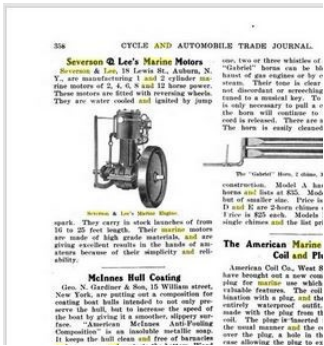 356 CYCLE AND AUTOMOBILE TRADE JOURNAL.
Severson & Lee's Marine Motors
Severson & Lee, 18 Lewis St., Auburn, N.
Y., are manufacturing 1 and 2 cylinder ma-
rine motors of 2, 4, 6, 8 and 12 horse power.
These motors are fitted with reversing wheels.
They are water cooled and ignited by jump
Severson & Lee's Marine Engine.
spark. They carry in stock launches of from
16 to 25 feet length. Their marine motors
are made of high grade materials, and are
giving excellent results in the hands of am-
ateurs because of their simplicity and reli-
ability.
McInnes Hull Coating
Geo. N. Gardiner & Son, 15 William street,
New York, are putting out a composition for
coating boat hulls intended to not only pre-
serve the hull, but to increase the speed of
the boat by giving it a smoother, slippery sur-
face. "American McInnes Anti-Fouling
Composition" is an insoluble metallic soap.
It keeps the hull clean and free of barnacles
one, two or three whistles of
"Gabriel" horns can be bl
haust of gas engines or by c
steam. Their tone is clear
not discordant or screeching
tuned to a musical key. To
is only necessary to pull a c
the horn will continue to
cord is released. There are
The horn is easily cleaned
The "Gabriel" Horn, 2 chime,
construction. Model A ha
horns and lists at $35. Mode
but of smaller size. Price is
D and E are 2-horn chimes
Price is $25 each. Models
single chimes and the list pri
The American Marine
Coil and Plu
American Coil Co., West S
have brought out a new com
plug for marine use which
valuable features. The coil
bination with a plug, and th
entirely waterproof outfit.
made with the plug from th
coil. The plug is inserted
the usual manner and the c
over the plug, a hole in th
case allowing the plug to ex